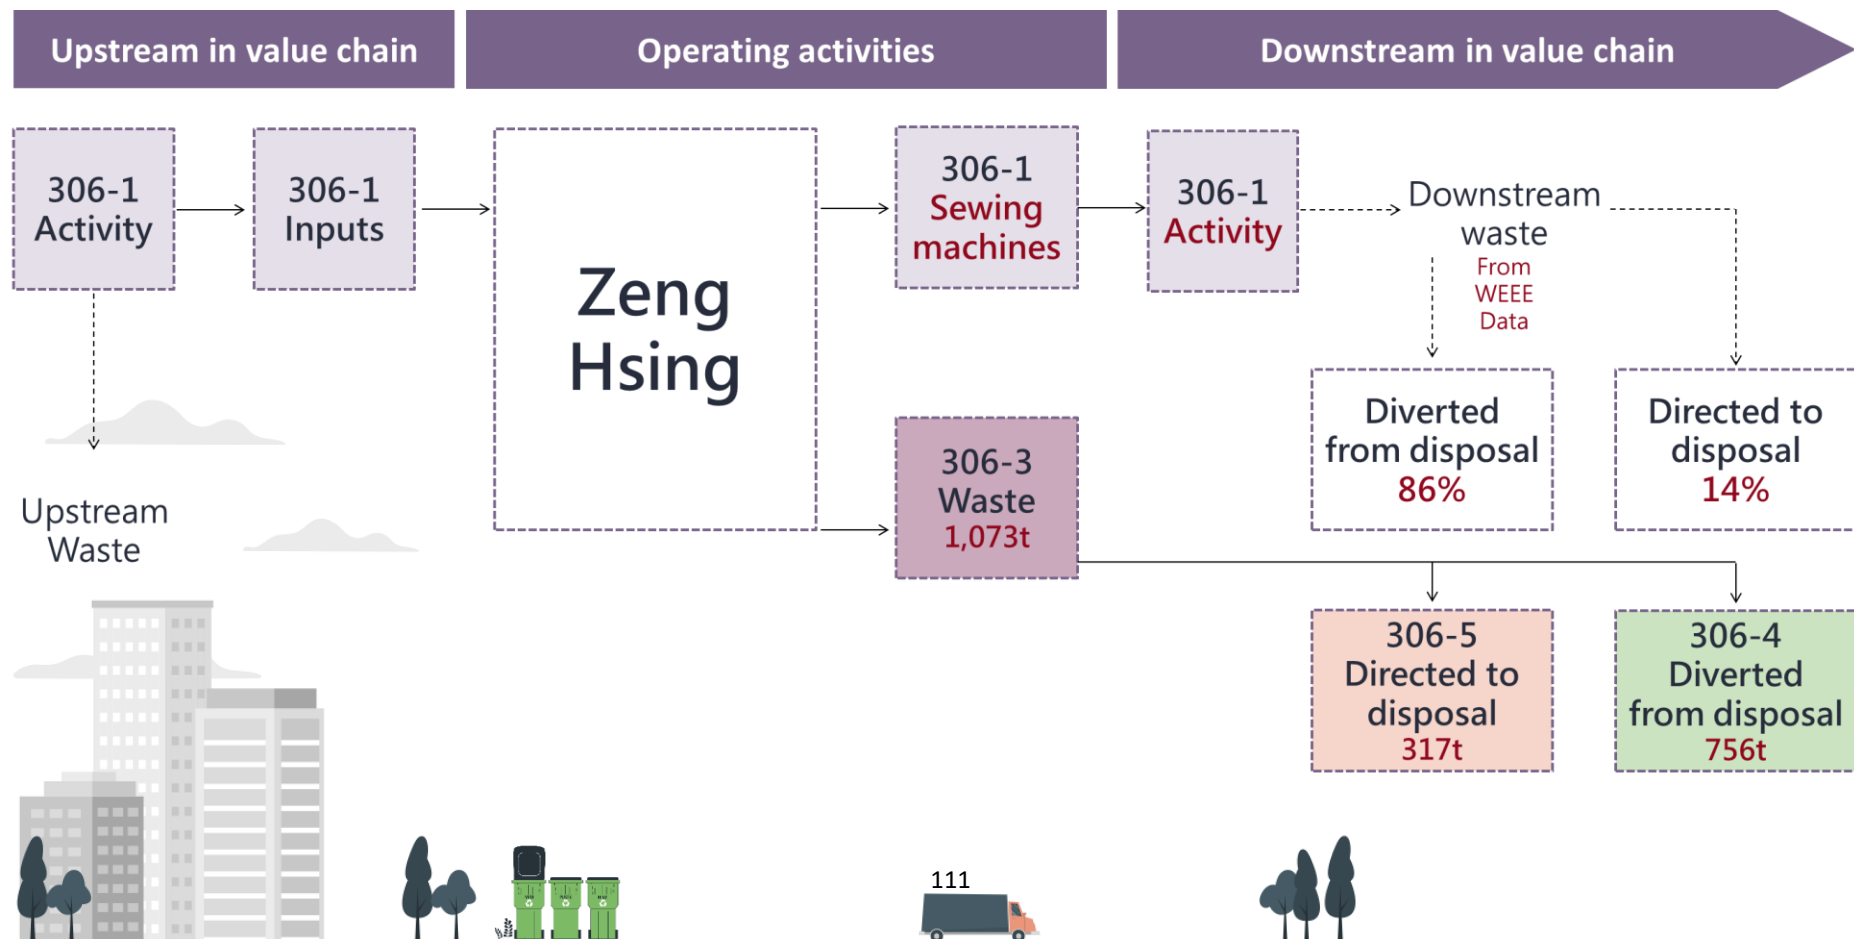 Upstream in value chain
Operating activities
Downstream in value chain
306-1
Activity
306-1
Inputs
Zeng
Hsing
306-1
Sewing
machines
306-1
Activity
Downstream
waste
From
WEEE
Data
Diverted
from disposal
86%
Directed to
disposal
14%
Upstream
Waste
306-3
Waste
1,073t
306-5
Directed to
disposal
317t
306-4
Diverted
from disposal
756t
111